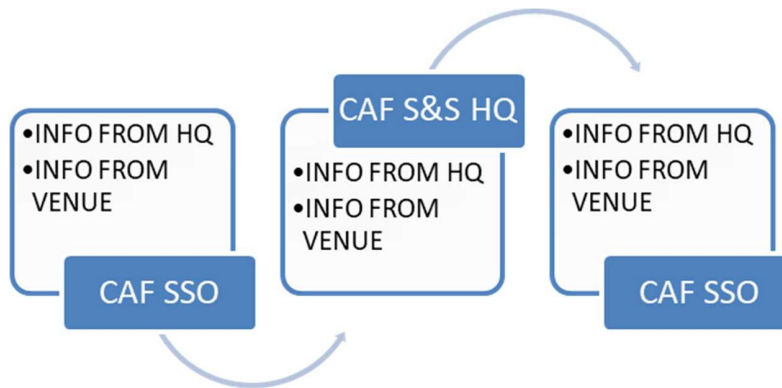 •INFO FROM HQ
•INFO FROM
VENUE
CAF SSO
CAF S&S HQ
•INFO FROM HQ
•INFO FROM
VENUE
•INFO FROM HQ
•INFO FROM
VENUE
CAF SSO